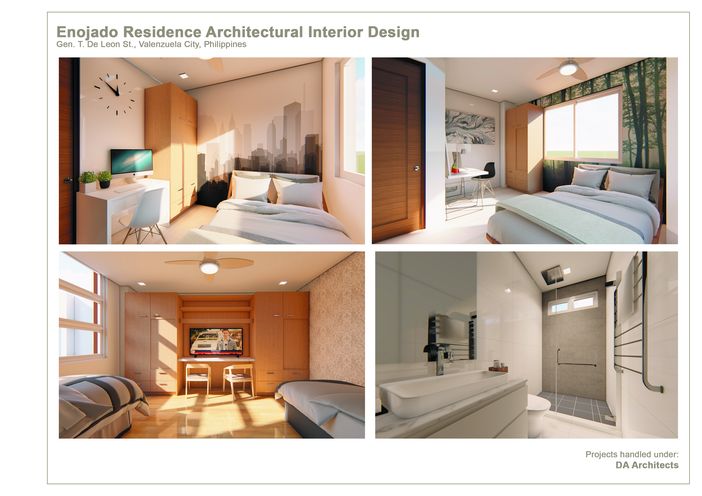 Enojado Residence Architectural Interior Design
Gen. T. De Leon St., Valenzuela City, Philippines
Projects handled under:
DA Architects